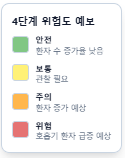 4단계 위험도 예보
안전
환자 수 증가율 낮음
보통
관찰 필요
주의
환자 증가 예상
위험
호흡기 환자 급증 예상